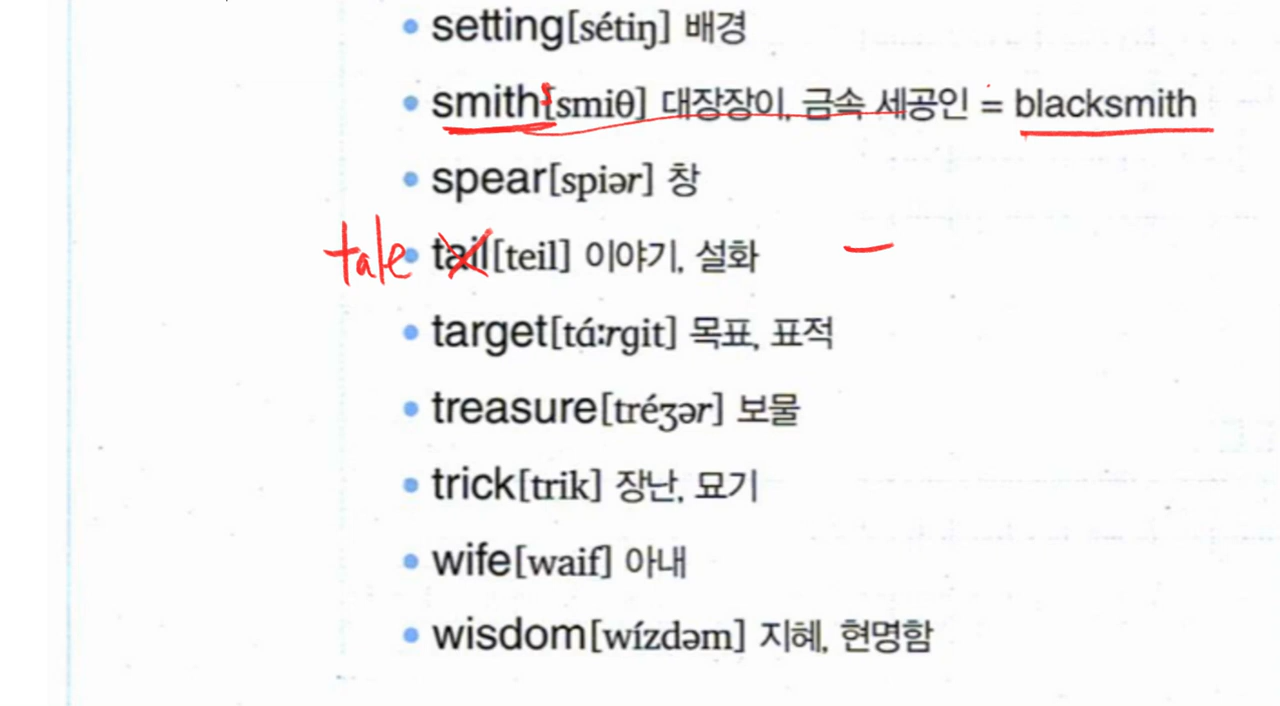 setting[sétiŋ] 배경
smith[smiθ] 대장장이, 금속 세공인 = blacksmith
spear[spiər] 창
tale tail[teil] 이야기, 설화
target[tá:rgit] 목표, 표적
treasure[tréʒər] 보물
trick[trik] 장난, 묘기
wife[waif] 아내
wisdom[wízdəm] 지혜, 현명함